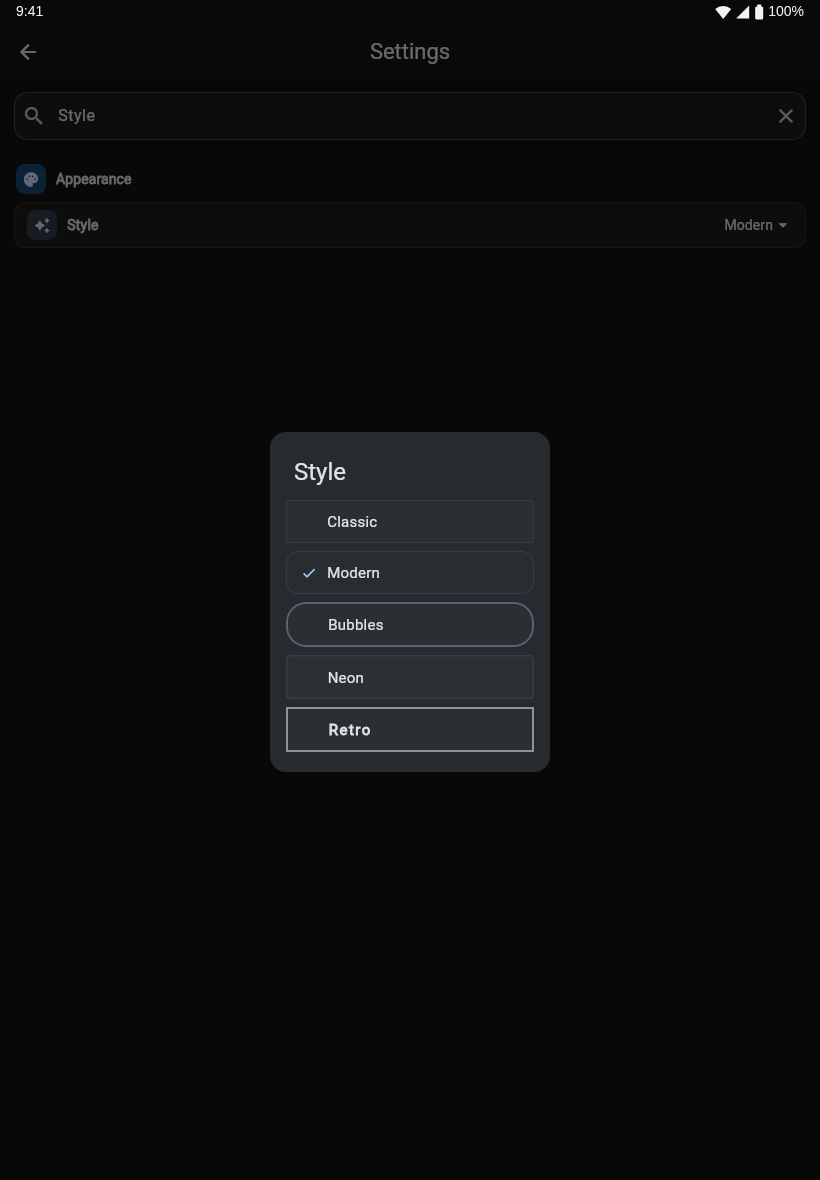 9:41
100%
Settings
Style
Appearance
Style
Modern
Style
Classic
Modern
Bubbles
Neon
Retro